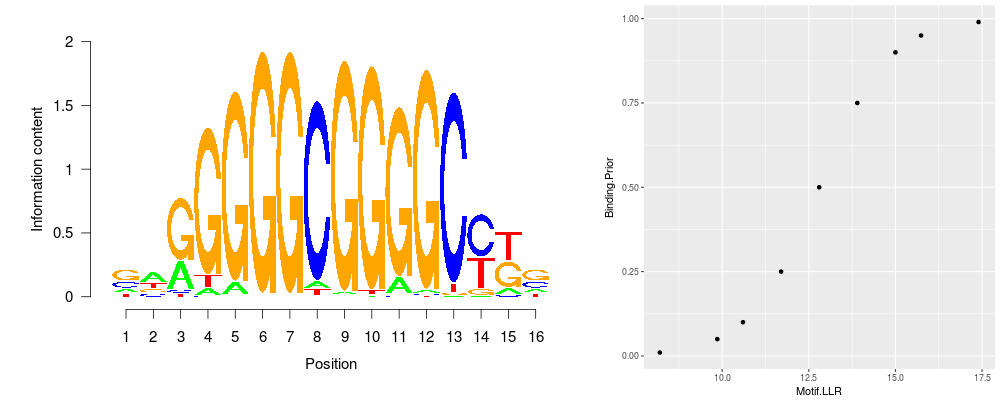 2
1.5
1
0.5
0
Information content
1 2 3 4 5 6 7 8 9 10 11 12 13 14 15 16
Position
G A G G G G G C G G G G C C T G
1.00
0.75
0.50
0.25
0.00
Binding.Prior
10.0 12.5 15.0 17.5
Motif.LLR